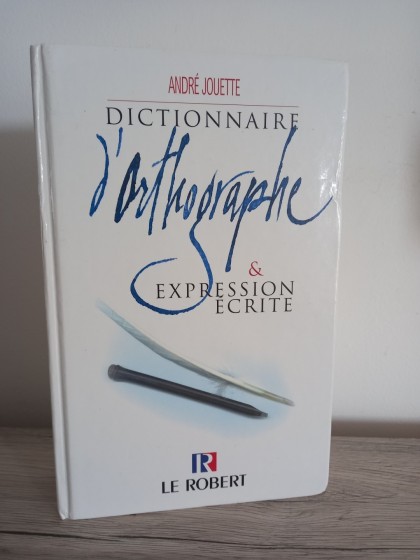 ANDRÉ JOUETTE
DICTIONNAIRE
d'orthographe
&
EXPRESSION
ÉCRITE
R
LE ROBERT